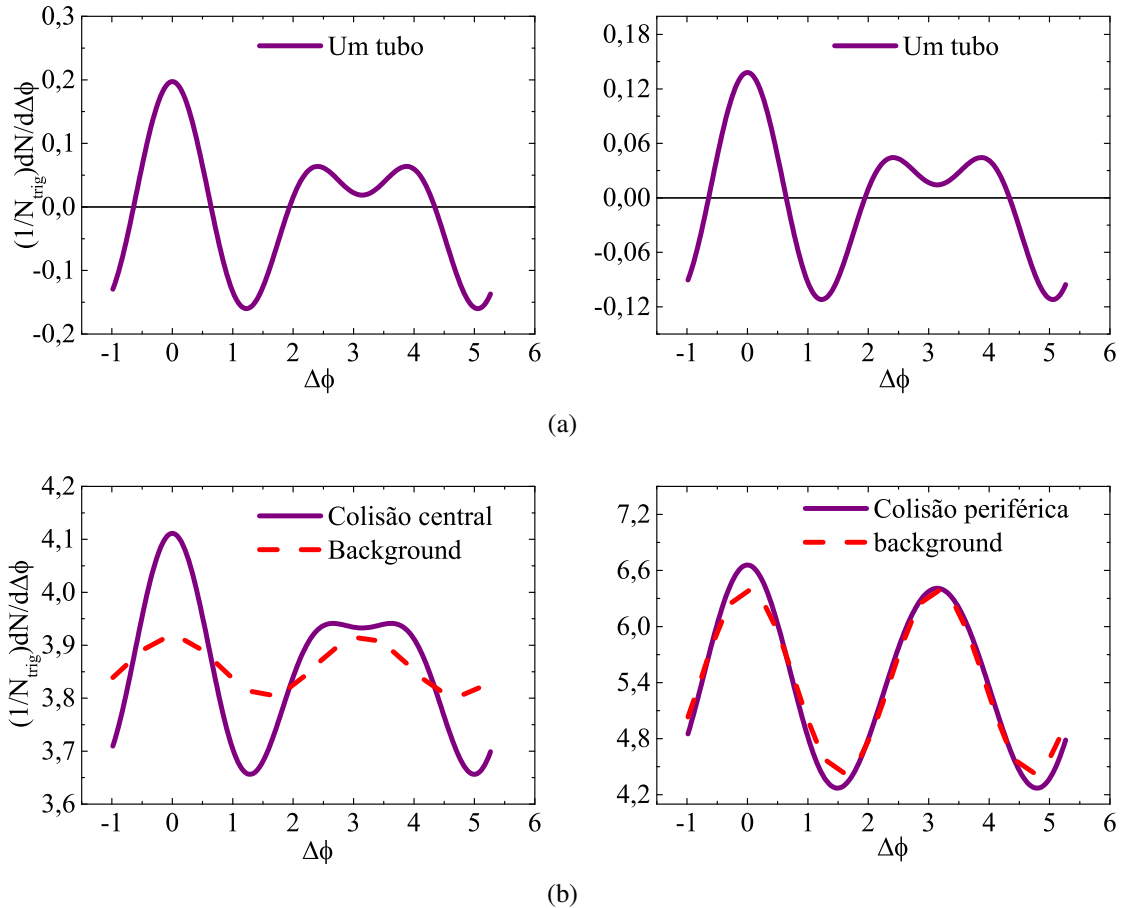 0,3
0,2
0,1
0,0
-0,1
-0,2
(1/N_trig)dN/dΔϕ
Um tubo
-1 0 1 2 3 4 5 6
Δϕ
0,18
0,12
0,06
0,00
-0,06
-0,12
Um tubo
-1 0 1 2 3 4 5 6
Δϕ
(a)
4,2
4,1
4,0
3,9
3,8
3,7
3,6
(1/N_trig)dN/dΔϕ
Colisão central
Background
-1 0 1 2 3 4 5 6
Δϕ
7,2
6,6
6,0
5,4
4,8
4,2
Colisão periférica
background
-1 0 1 2 3 4 5 6
Δϕ
(b)